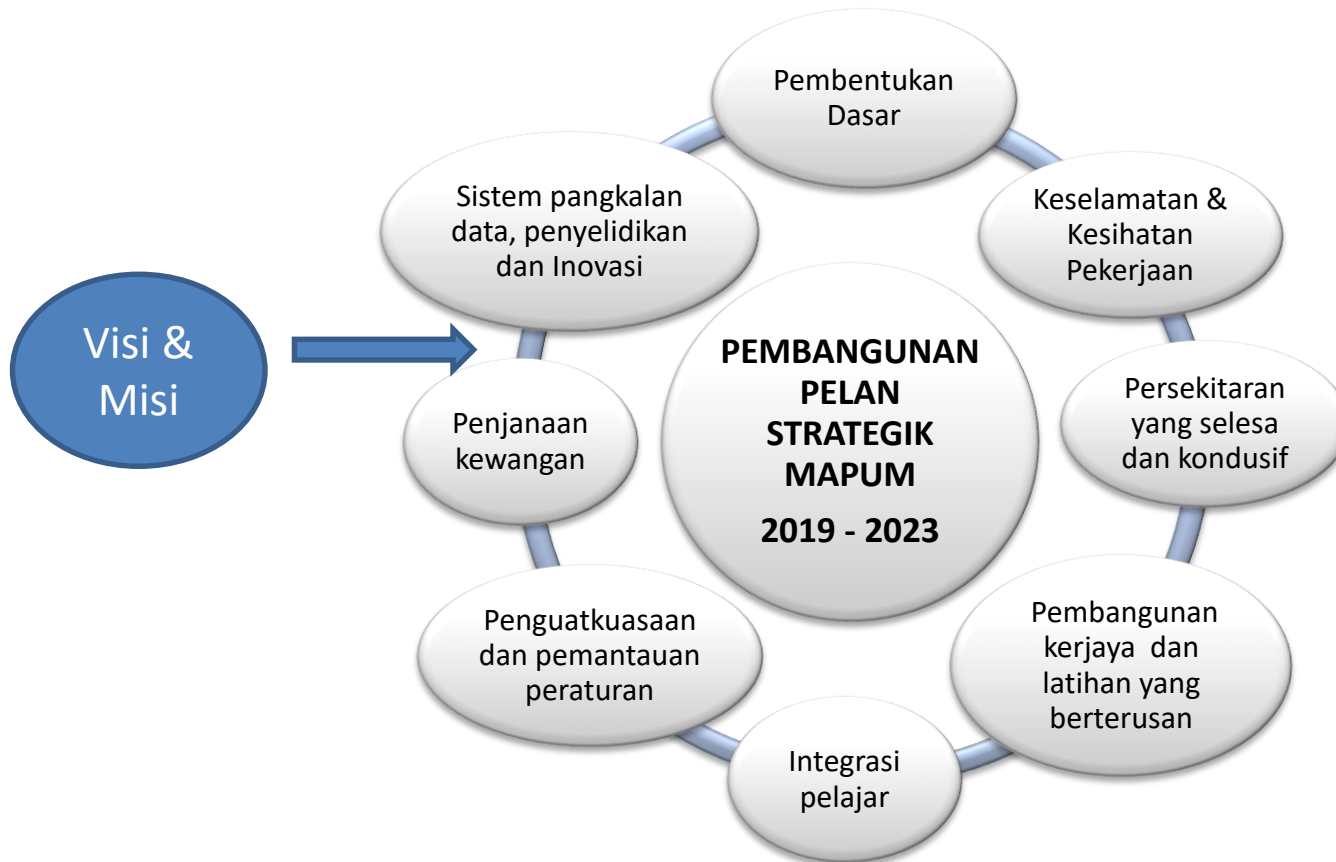 Visi &
Misi
Pembentukan
Dasar
Keselamatan &
Kesihatan
Pekerjaan
Persekitaran
yang selesa
dan kondusif
Pembangunan
kerjaya  dan
latihan yang
berterusan
Integrasi
pelajar
Penguatkuasaan
dan pemantauan
peraturan
Penjanaan
kewangan
Sistem pangkalan
data, penyelidikan
dan Inovasi
PEMBANGUNAN
PELAN
STRATEGIK
MAPUM
2019 - 2023